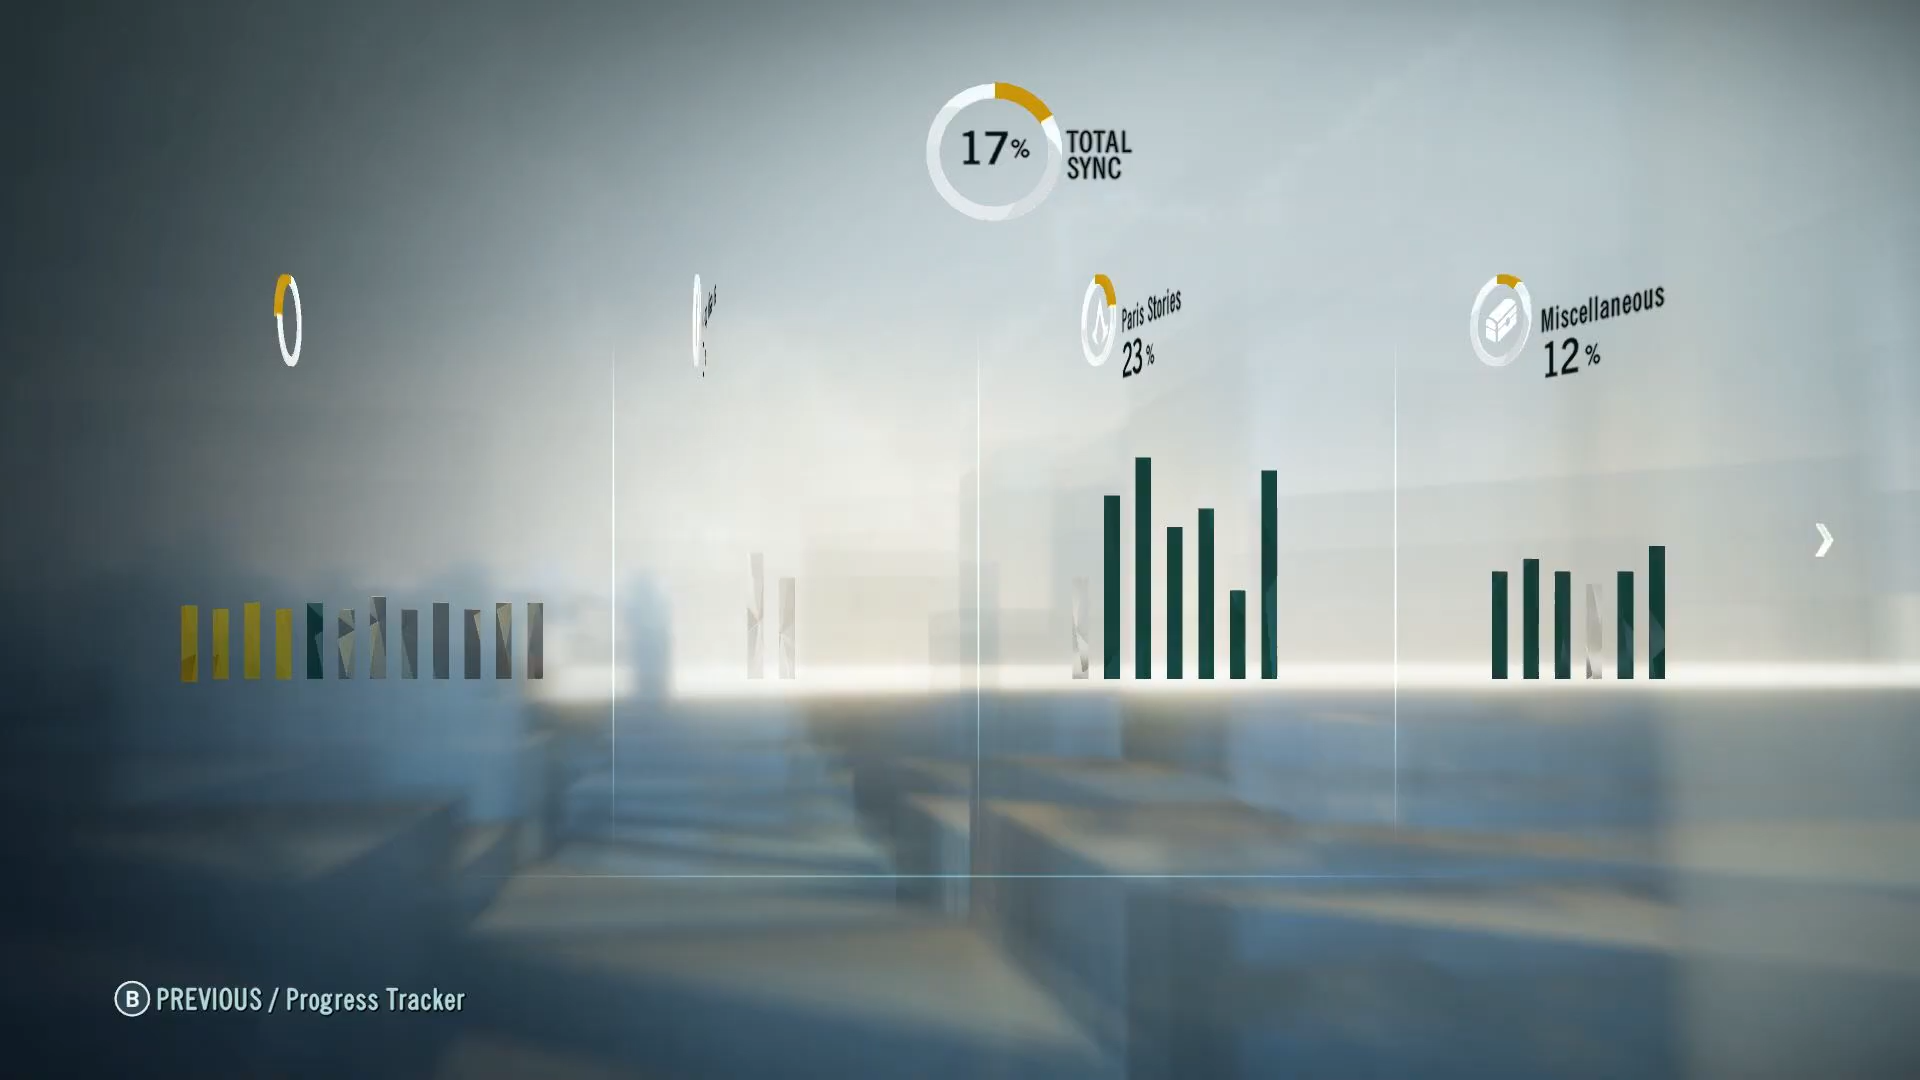 17%
TOTAL
SYNC
Paris Stories
23%
Miscellaneous
12%
B PREVIOUS / Progress Tracker